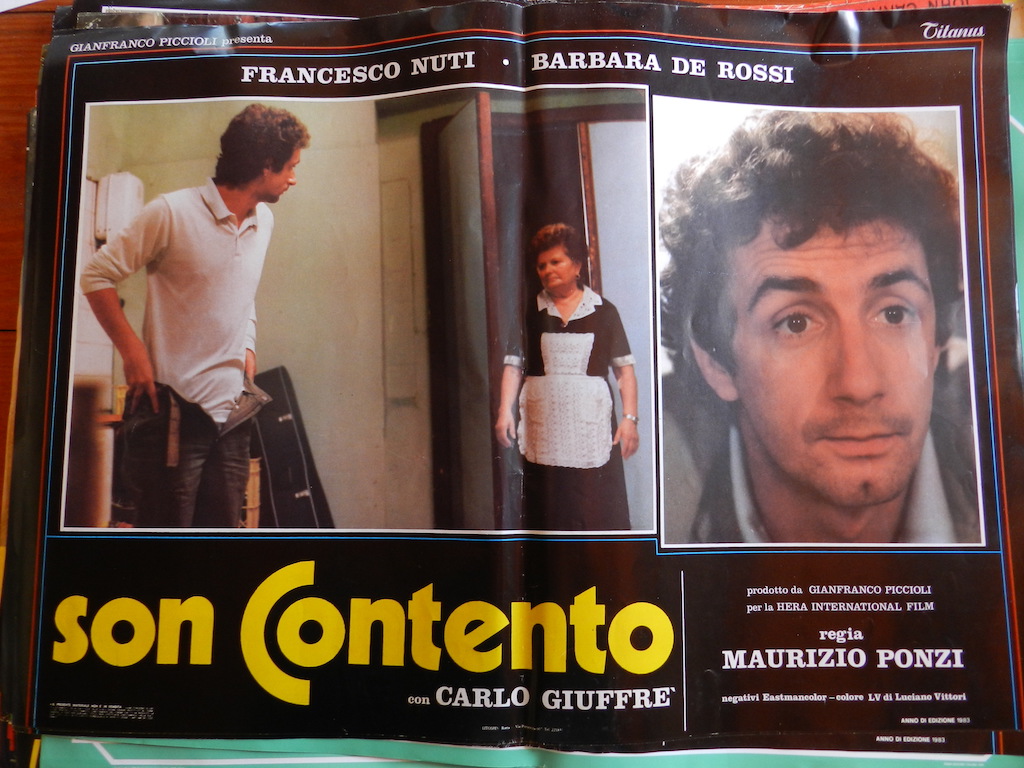 GIANFRANCO PICCIOLI presenta
Titanus
FRANCESCO NUTI • BARBARA DE ROSSI
son Contento
con CARLO GIUFFRE'
prodotto da GIANFRANCO PICCIOLI
per la HERA INTERNATIONAL FILM
regia
MAURIZIO PONZI
negativi Eastmancolor - colore LV di Luciano Vittori
ANNO DI EDIZIONE 1983
ANNO DI EDIZIONE 1983